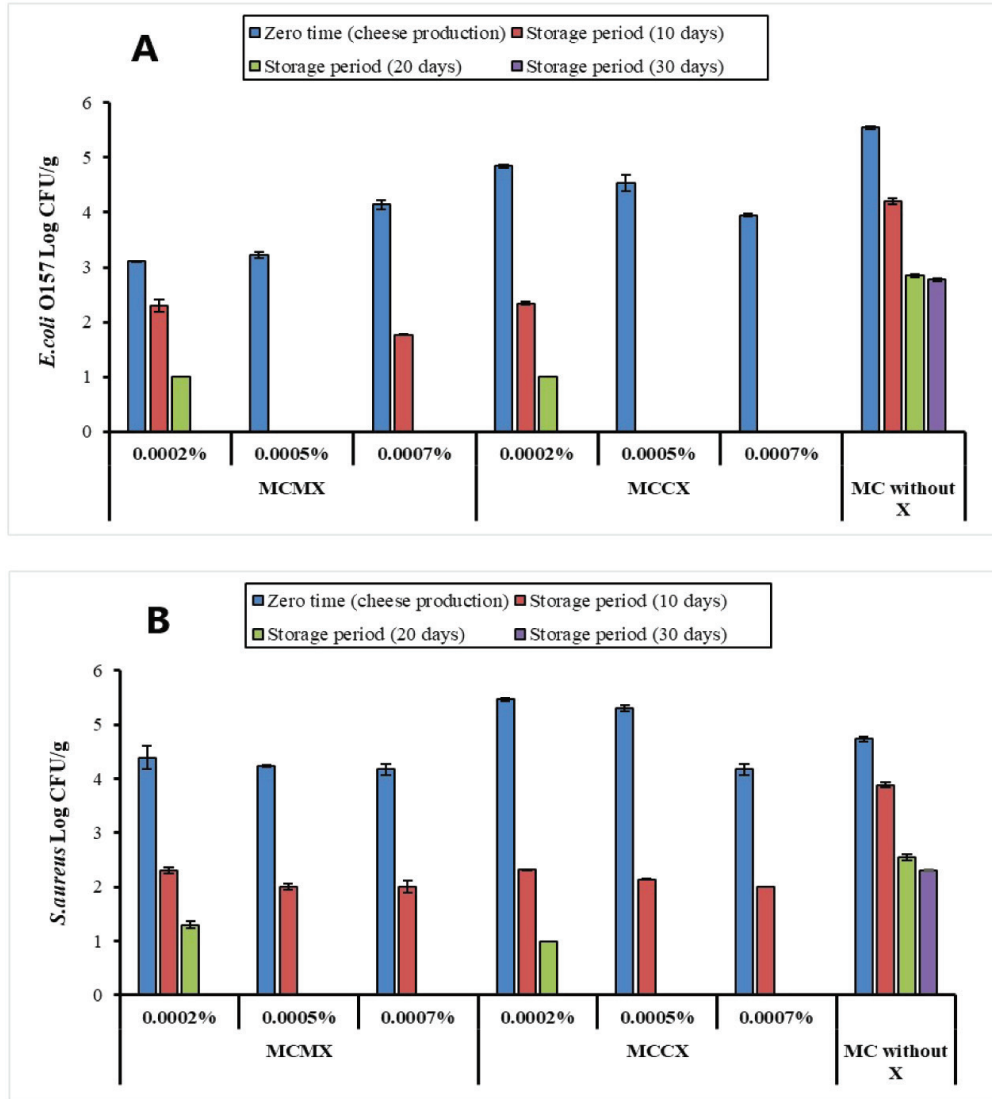 A
Zero time (cheese production) Storage period (10 days)
Storage period (20 days) Storage period (30 days)
6
5
4
3
2
1
0
E.coli O157 Log CFU/g
0.0002% 0.0005% 0.0007% 0.0002% 0.0005% 0.0007%
MCMX MCCX MC without
X
B
Zero time (cheese production) Storage period (10 days)
Storage period (20 days) Storage period (30 days)
6
5
4
3
2
1
0
S.aureus Log CFU/g
0.0002% 0.0005% 0.0007% 0.0002% 0.0005% 0.0007%
MCMX MCCX MC without
X